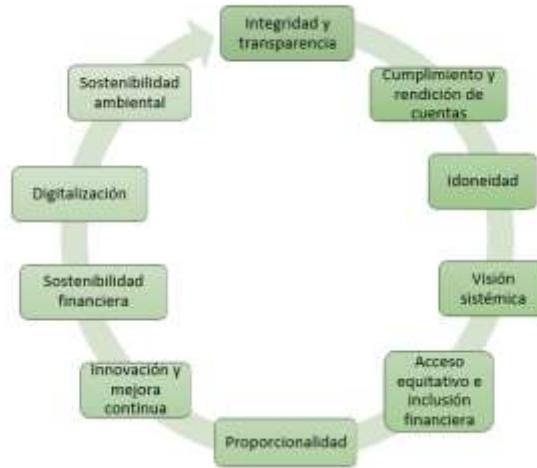 Integridad y
transparencia
Cumplimiento y
rendición de
cuentas
Idoneidad
Visión
sistémica
Acceso
equitativo e
inclusión
financiera
Proporcionalidad
Innovación y
mejora
continua
Sostenibilidad
financiera
Digitalización
Sostenibilidad
ambiental